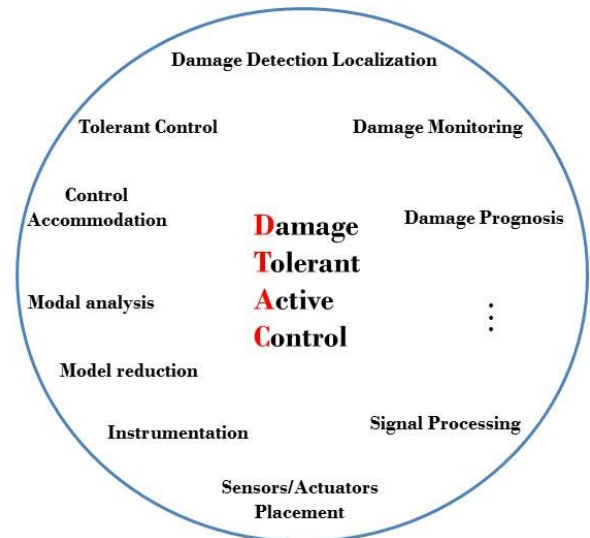 Damage Detection Localization
Tolerant Control
Damage Monitoring
Control
Accommodation
Damage Prognosis
Damage
Tolerant
Active
Control
Modal analysis
Model reduction
Instrumentation
Signal Processing
Sensors/Actuators
Placement